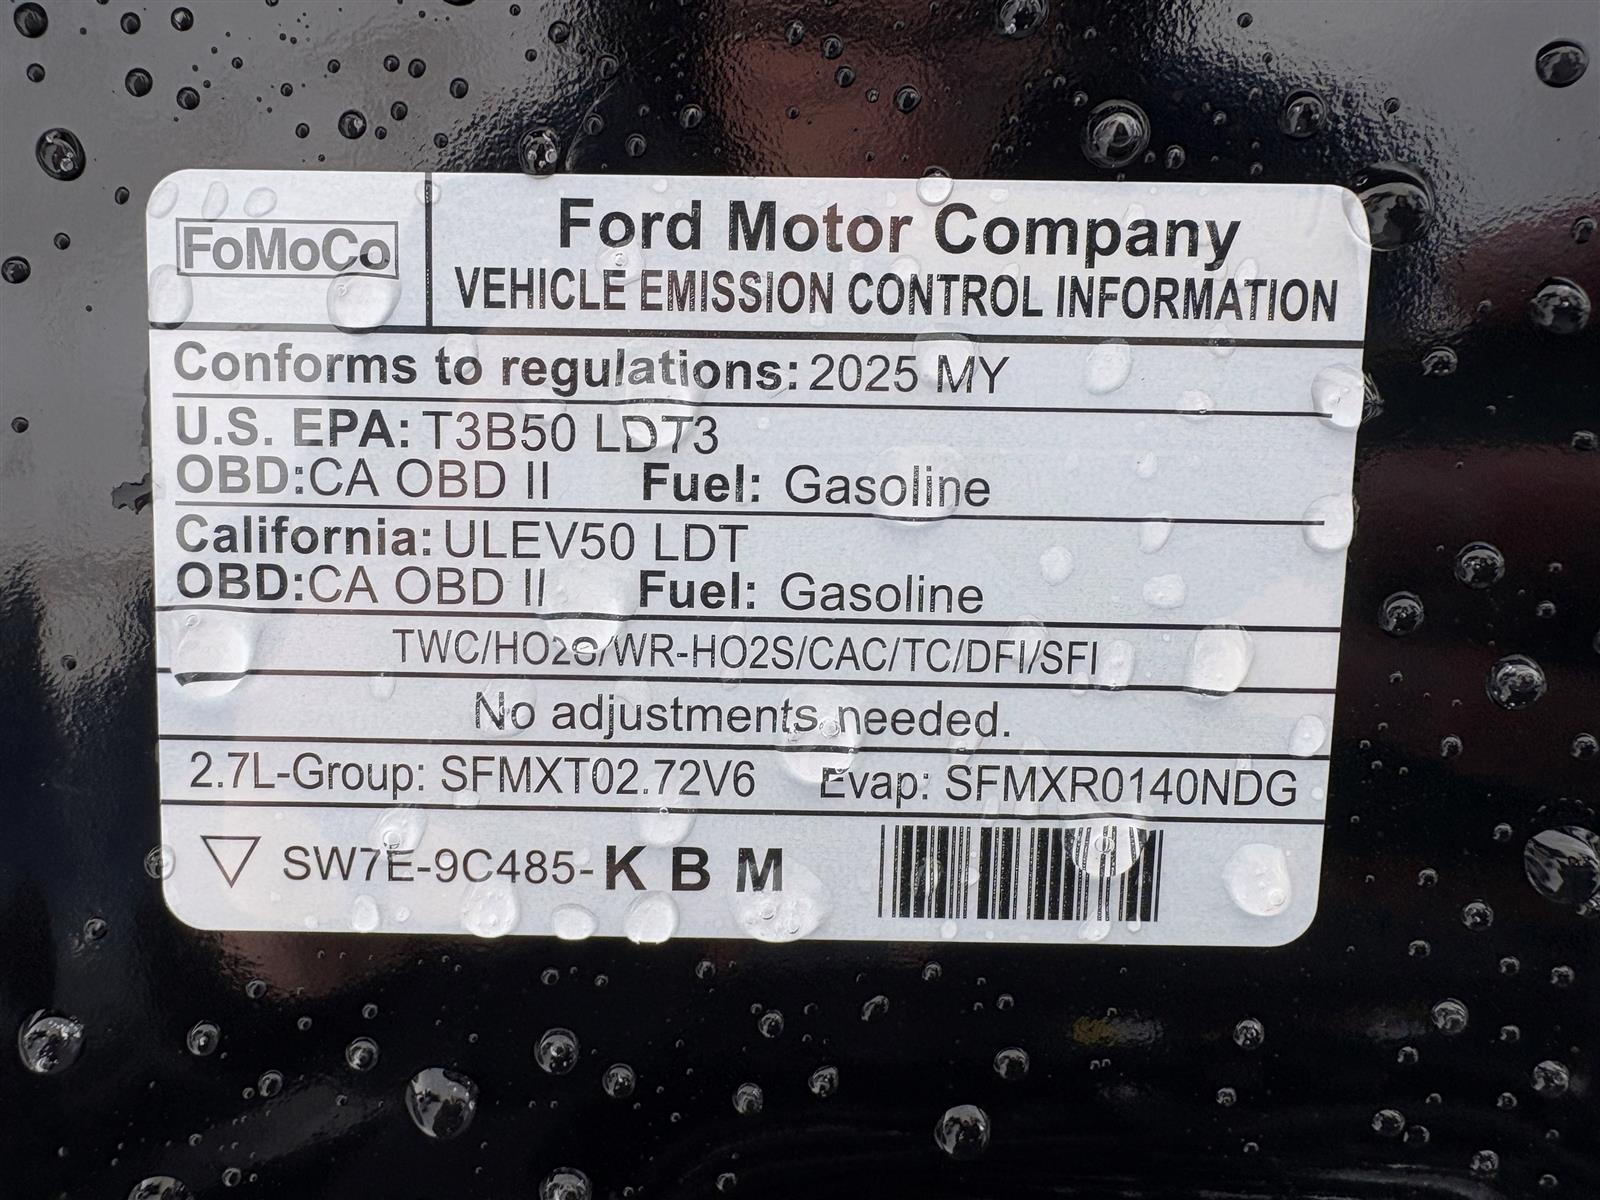 FoMoCo
Ford Motor Company
VEHICLE EMISSION CONTROL INFORMATION
Conforms to regulations: 2025 MY
U.S. EPA: T3B50 LDT3
OBD:CA OBD II Fuel: Gasoline
California: ULEV50 LDT
OBD:CA OBD II Fuel: Gasoline
TWC/HO2S/WR-HO2S/CAC/TC/DFI/SFI
No adjustments needed.
2.7L-Group: SFMXT02.72V6 Evap: SFMXR0140NDG
SW7E-9C485-K B M